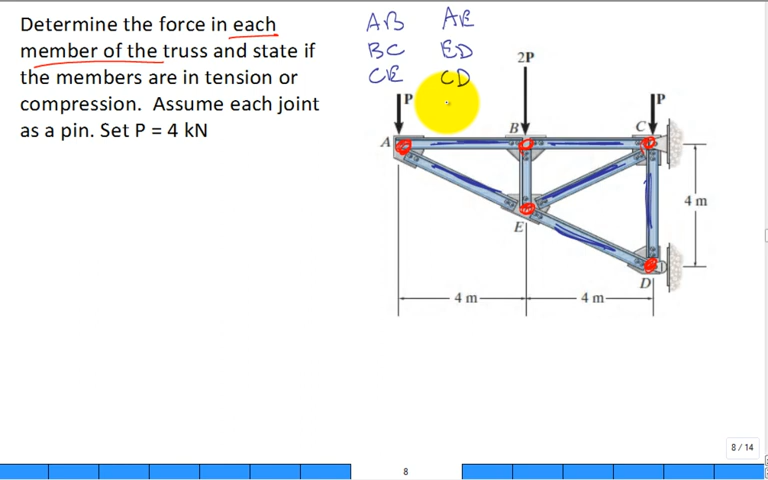 Determine the force in each
member of the truss and state if
the members are in tension or
compression. Assume each joint
as a pin. Set P = 4 kN
AB AE
BC ED
CE CD
2P
P
P
A
B
C
E
D
4 m
4 m
4 m
8 / 14
8